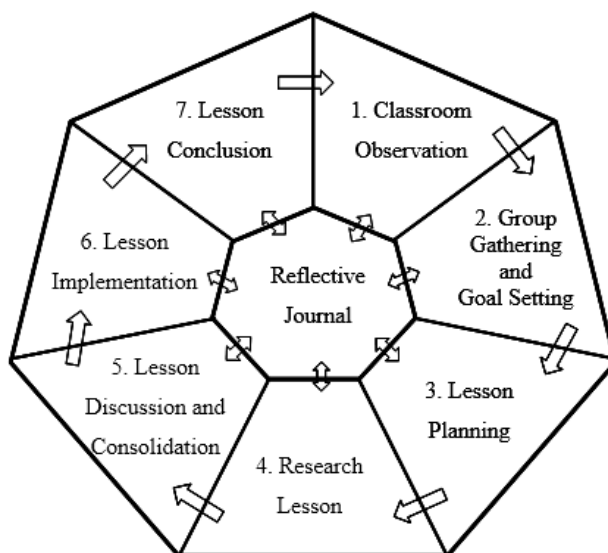 1. Classroom
Observation
2. Group
Gathering
and
Goal Setting
3. Lesson
Planning
4. Research
Lesson
5. Lesson
Discussion and
Consolidation
6. Lesson
Implementation
7. Lesson
Conclusion
Reflective
Journal